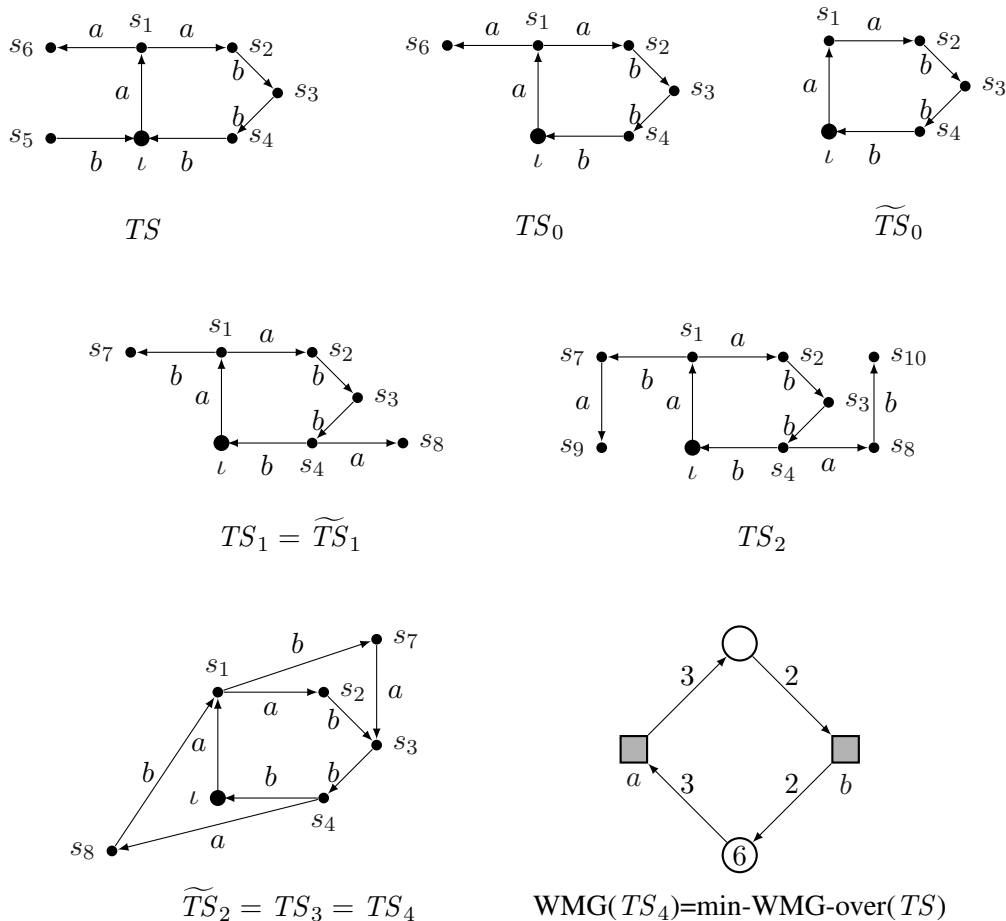 s₆ a s₁ a s₂
b
s₃
a
b
s₅ b ι b s₄
TS
s₆ a s₁ a s₂
b
s₃
a
b
ι b s₄
TS₀
s₁ a s₂
b
s₃
a
b
ι b s₄
T͠S₀
s₇ b s₁ a s₂
b
s₃
a
b
ι b s₄ a s₈
TS₁ = T͠S₁
s₇ b s₁ a s₂ s₁₀
b
a a s₃ b
b
s₉ ι b s₄ a s₈
TS₂
b s₇
s₁ a s₂ a
b
a s₃
b b b
ι s₄
s₈ a
T͠S₂ = TS₃ = TS₄
3 2
a b
3 2
6
WMG(TS₄)=min-WMG-over(TS)